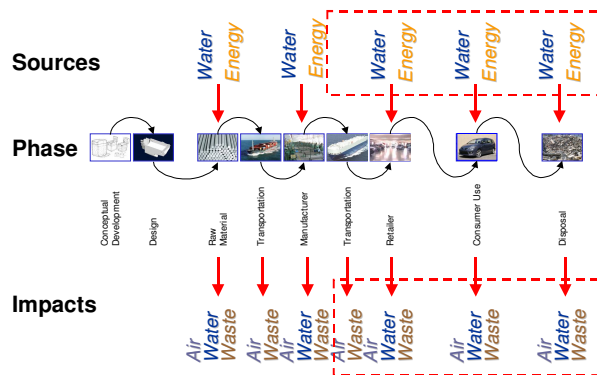 Sources
Water
Energy
Water
Energy
Water
Energy
Water
Energy
Water
Energy
Phase
Conceptual
Development
Design
Raw
Material
Transportation
Manufacturer
Transportation
Retailer
Consumer Use
Disposal
Impacts
Air
Water
Waste
Air
Waste
Air
Water
Waste
Air
Waste
Air
Water
Waste
Air
Water
Waste
Air
Water
Waste